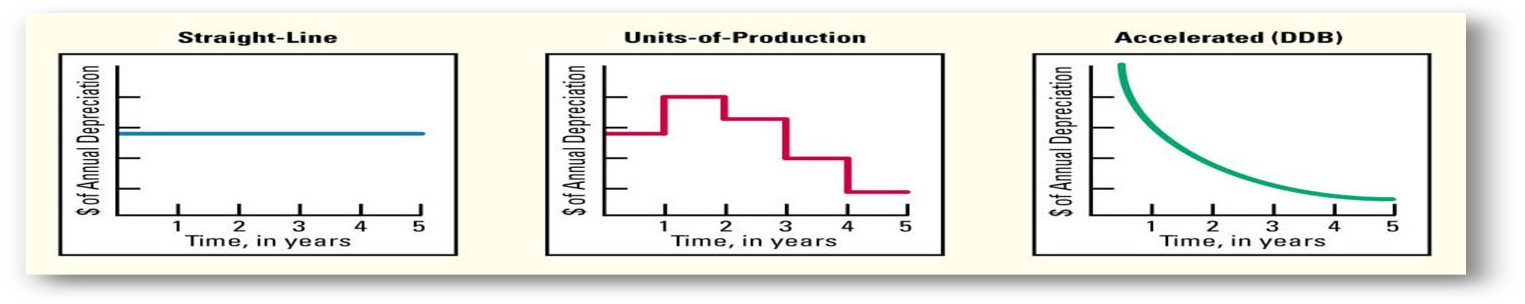 Straight-Line
$ of Annual Depreciation
1 2 3 4 5
Time, in years
Units-of-Production
$ of Annual Depreciation
1 2 3 4 5
Time, in years
Accelerated (DDB)
$ of Annual Depreciation
1 2 3 4 5
Time, in years